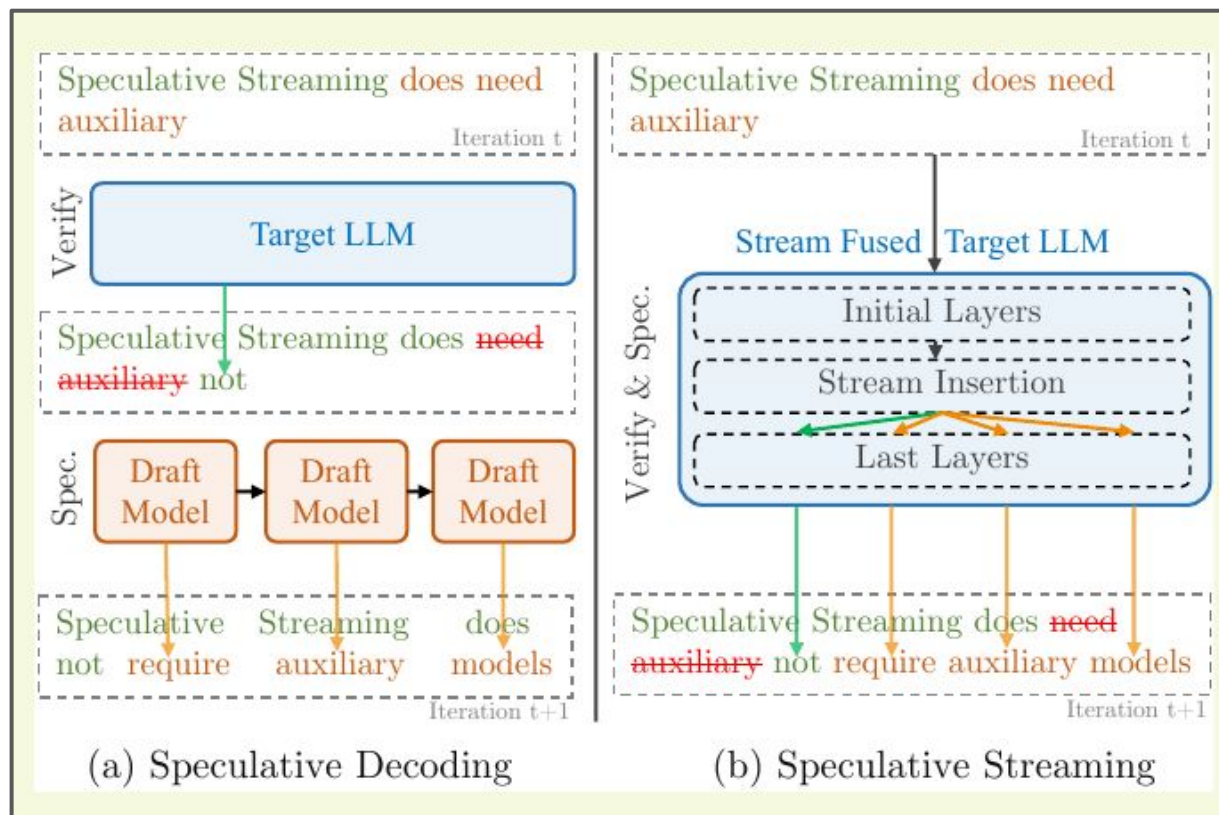 Speculative Streaming does need
auxiliary
Iteration t
Verify
Target LLM
Speculative Streaming does need
auxiliary not
Spec.
Draft Model
Draft Model
Draft Model
Speculative Streaming does
not require auxiliary models
Iteration t+1
(a) Speculative Decoding
Speculative Streaming does need
auxiliary
Iteration t
Stream Fused Target LLM
Verify & Spec.
Initial Layers
Stream Insertion
Last Layers
Speculative Streaming does need
auxiliary not require auxiliary models
Iteration t+1
(b) Speculative Streaming